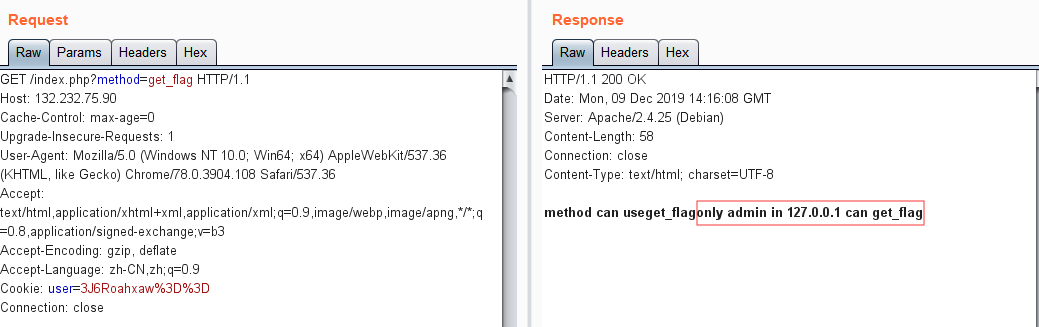 Request
Raw Params Headers Hex
GET /index.php?method=get_flag HTTP/1.1
Host: 132.232.75.90
Cache-Control: max-age=0
Upgrade-Insecure-Requests: 1
User-Agent: Mozilla/5.0 (Windows NT 10.0; Win64; x64) AppleWebKit/537.36
(KHTML, like Gecko) Chrome/78.0.3904.108 Safari/537.36
Accept:
text/html,application/xhtml+xml,application/xml;q=0.9,image/webp,image/apng,*/*;q
=0.8,application/signed-exchange;v=b3
Accept-Encoding: gzip, deflate
Accept-Language: zh-CN,zh;q=0.9
Cookie: user=3J6Roahxaw%3D%3D
Connection: close
Response
Raw Headers Hex
HTTP/1.1 200 OK
Date: Mon, 09 Dec 2019 14:16:08 GMT
Server: Apache/2.4.25 (Debian)
Content-Length: 58
Connection: close
Content-Type: text/html; charset=UTF-8
method can useget_flagonly admin in 127.0.0.1 can get_flag